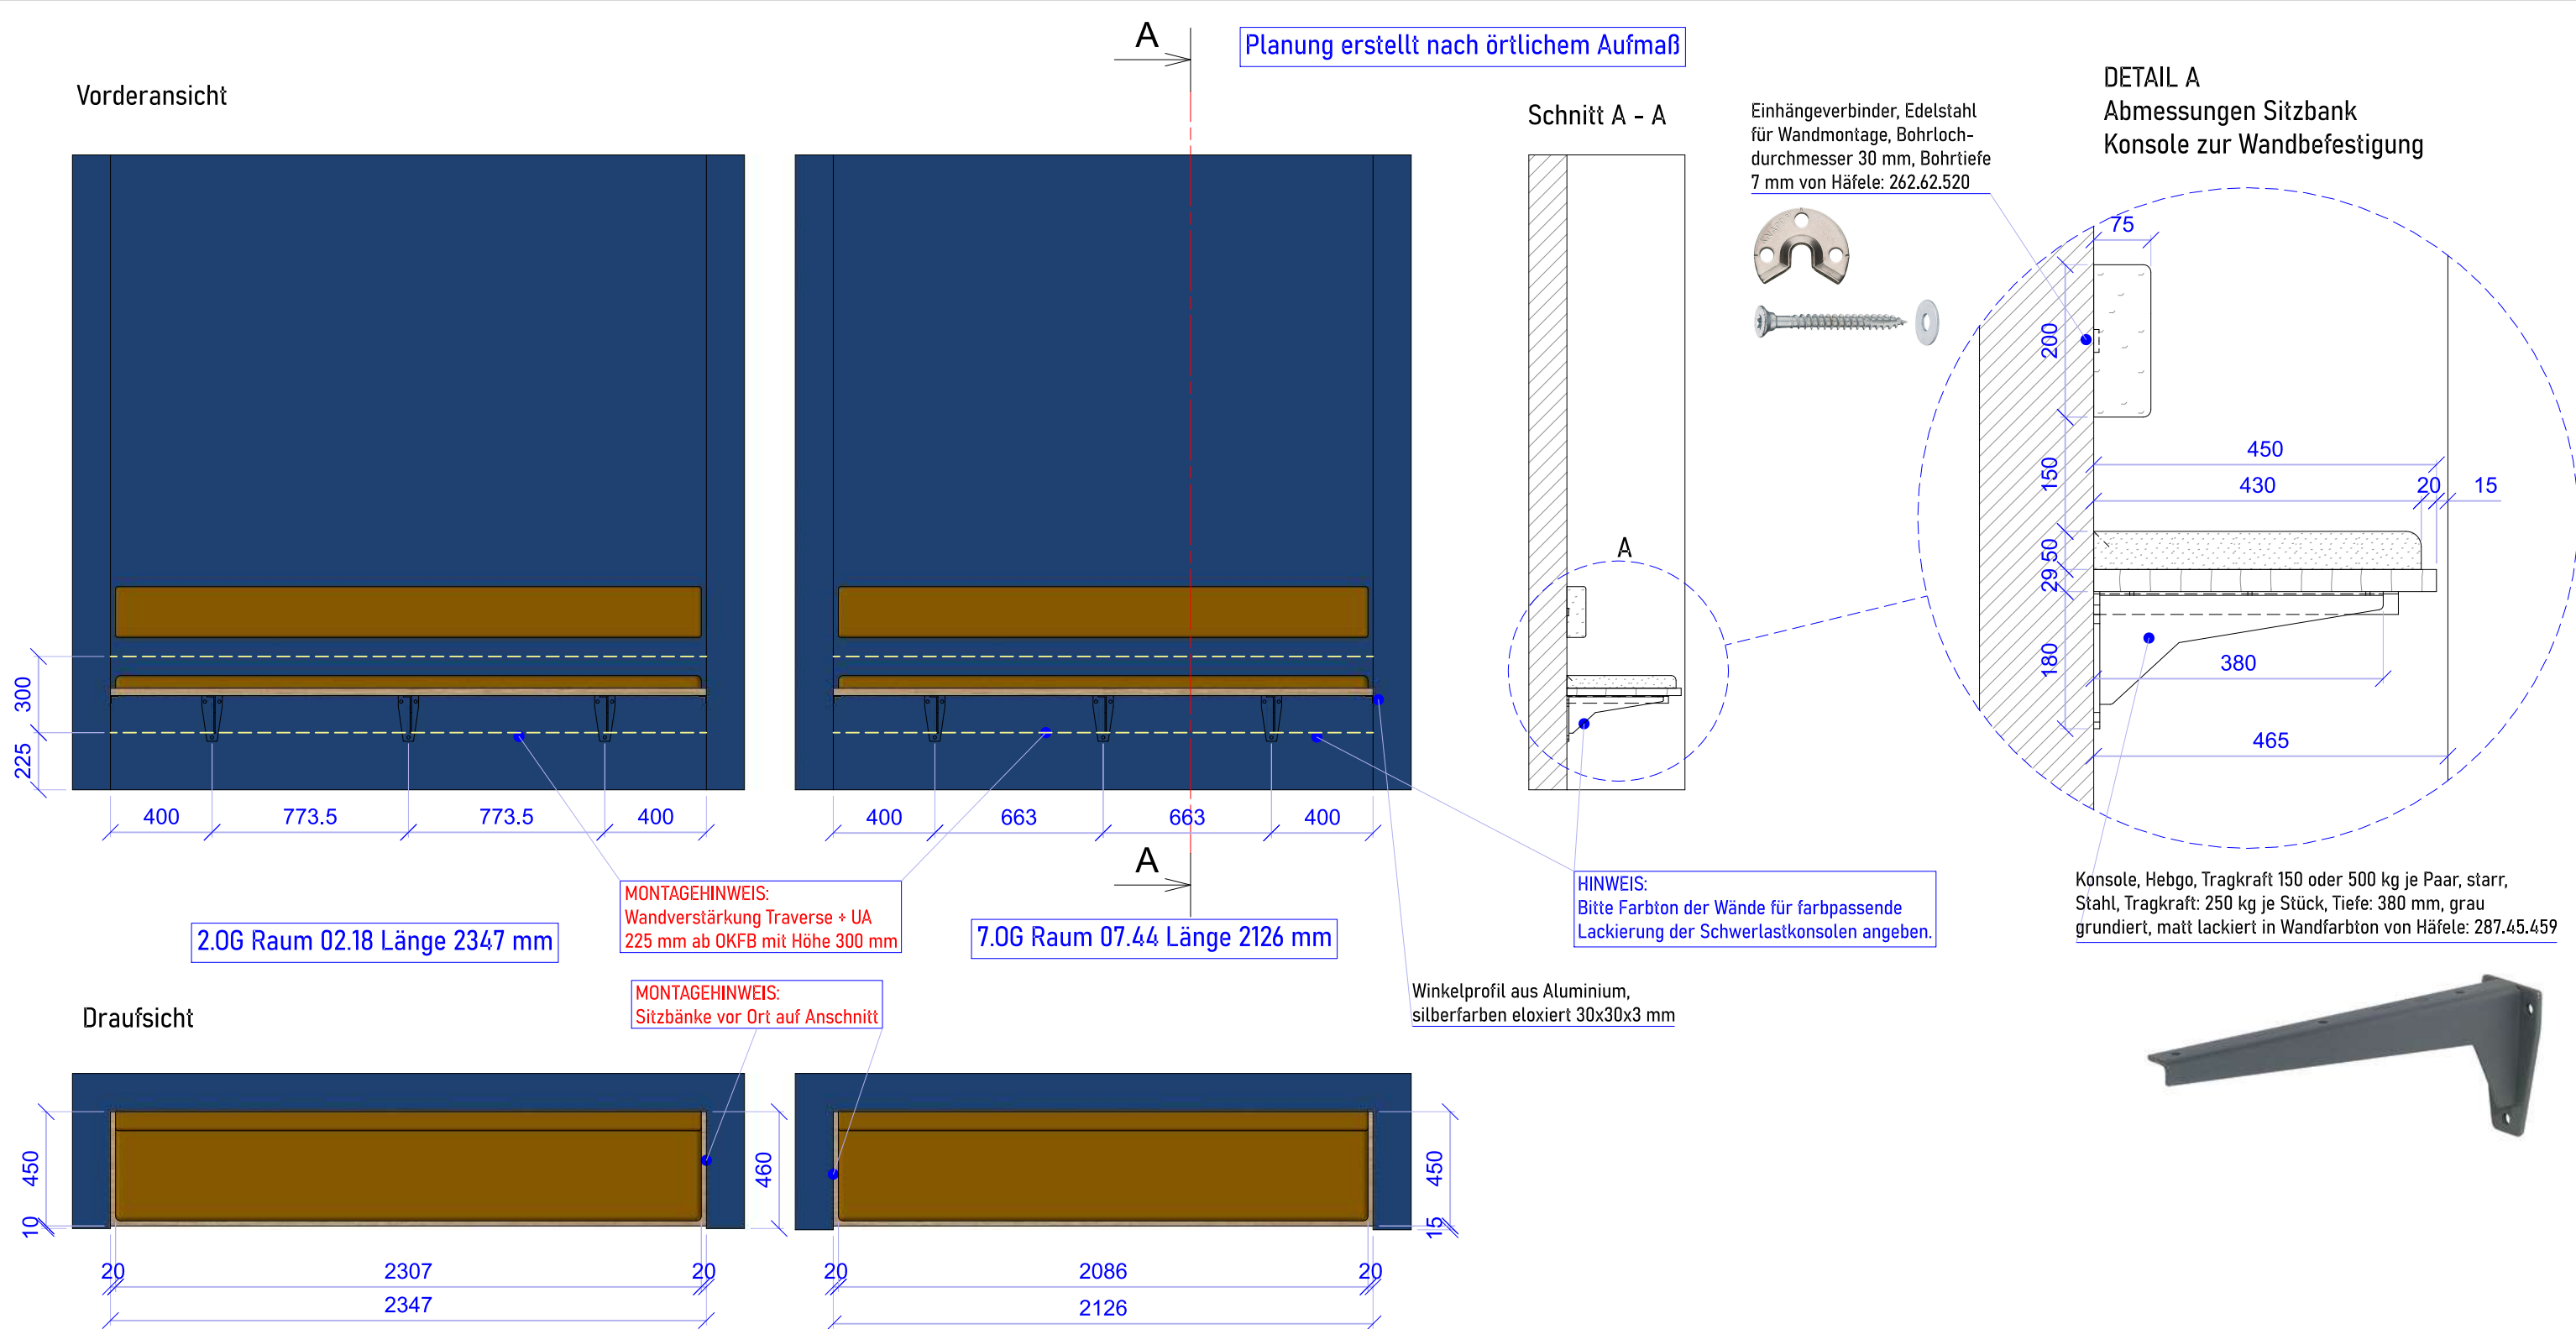 A
Planung erstellt nach örtlichem Aufmaß
Vorderansicht
Schnitt A - A
Einhängeverbinder, Edelstahl
für Wandmontage, Bohrloch-
durchmesser 30 mm, Bohrtiefe
7 mm von Häfele: 262.62.520
DETAIL A
Abmessungen Sitzbank
Konsole zur Wandbefestigung
75
200
150
50
29
180
450
430
20
15
380
465
A
300
225
400
773.5
773.5
400
400
663
663
400
A
MONTAGEHINWEIS:
Wandverstärkung Traverse + UA
225 mm ab OKFB mit Höhe 300 mm
2.OG Raum 02.18 Länge 2347 mm
7.OG Raum 07.44 Länge 2126 mm
HINWEIS:
Bitte Farbton der Wände für farbpassende
Lackierung der Schwerlastkonsolen angeben.
Konsole, Hebgo, Tragkraft 150 oder 500 kg je Paar, starr,
Stahl, Tragkraft: 250 kg je Stück, Tiefe: 380 mm, grau
grundiert, matt lackiert in Wandfarbton von Häfele: 287.45.459
MONTAGEHINWEIS:
Sitzbänke vor Ort auf Anschnitt
Winkelprofil aus Aluminium,
silberfarben eloxiert 30x30x3 mm
Draufsicht
450
10
460
450
15
20
2307
20
2347
20
2086
20
2126